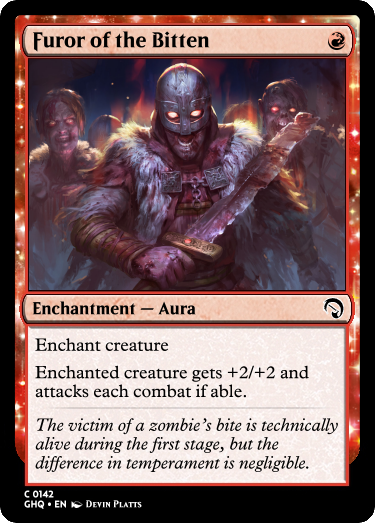 Furor of the Bitten
Enchantment — Aura
Enchant creature
Enchanted creature gets +2/+2 and
attacks each combat if able.
The victim of a zombie's bite is technically
alive during the first stage, but the
difference in temperament is negligible.
C 0142
GHQ • EN Devin Platts